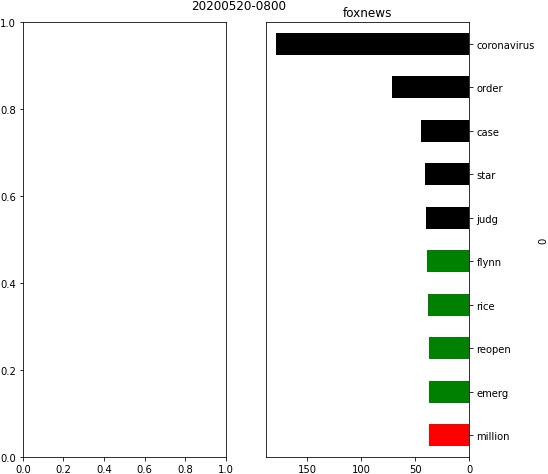 20200520-0800
foxnews
1.0
0.8
0.6
0.4
0.2
0.0
0.0 0.2 0.4 0.6 0.8 1.0
coronavirus
order
case
star
judg
flynn
rice
reopen
emerg
million
150 100 50 0
0